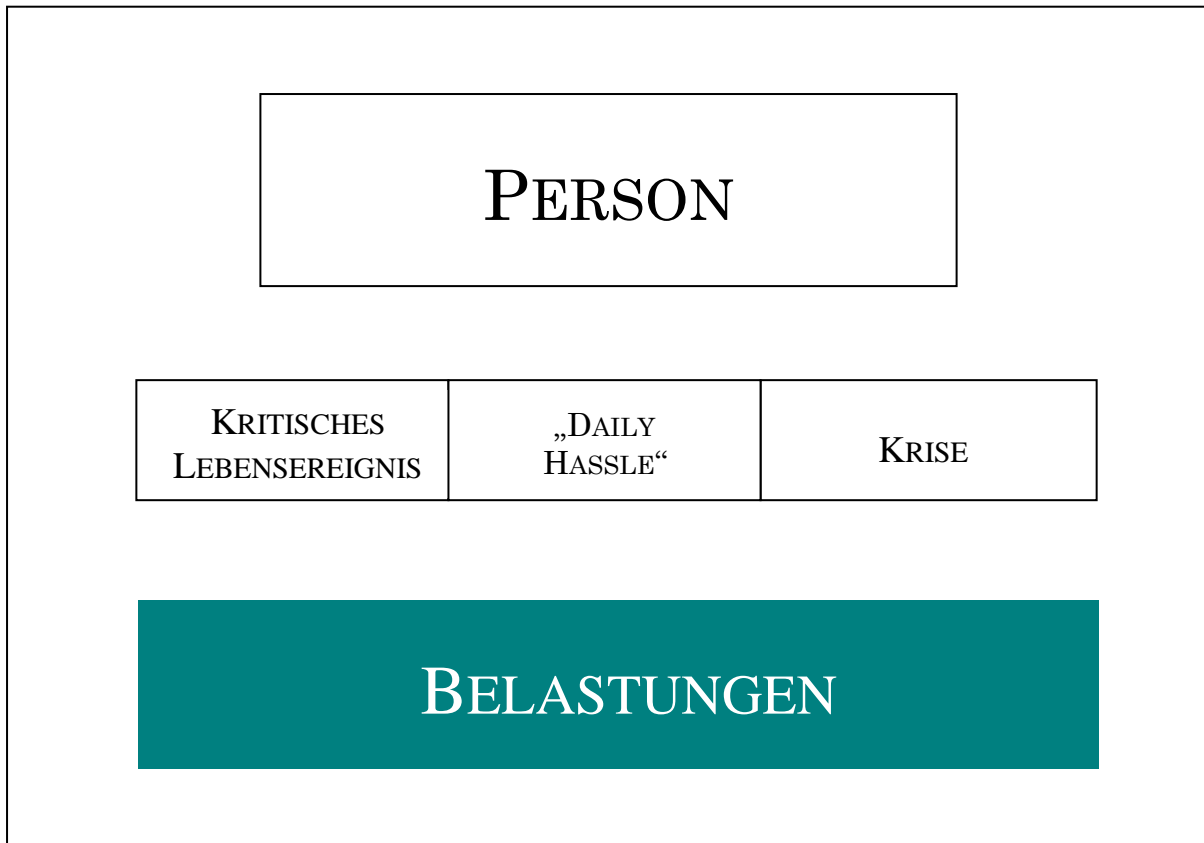 PERSON
KRITISCHES
LEBENSEREIGNIS
„DAILY
HASSLE“
KRISE
BELASTUNGEN